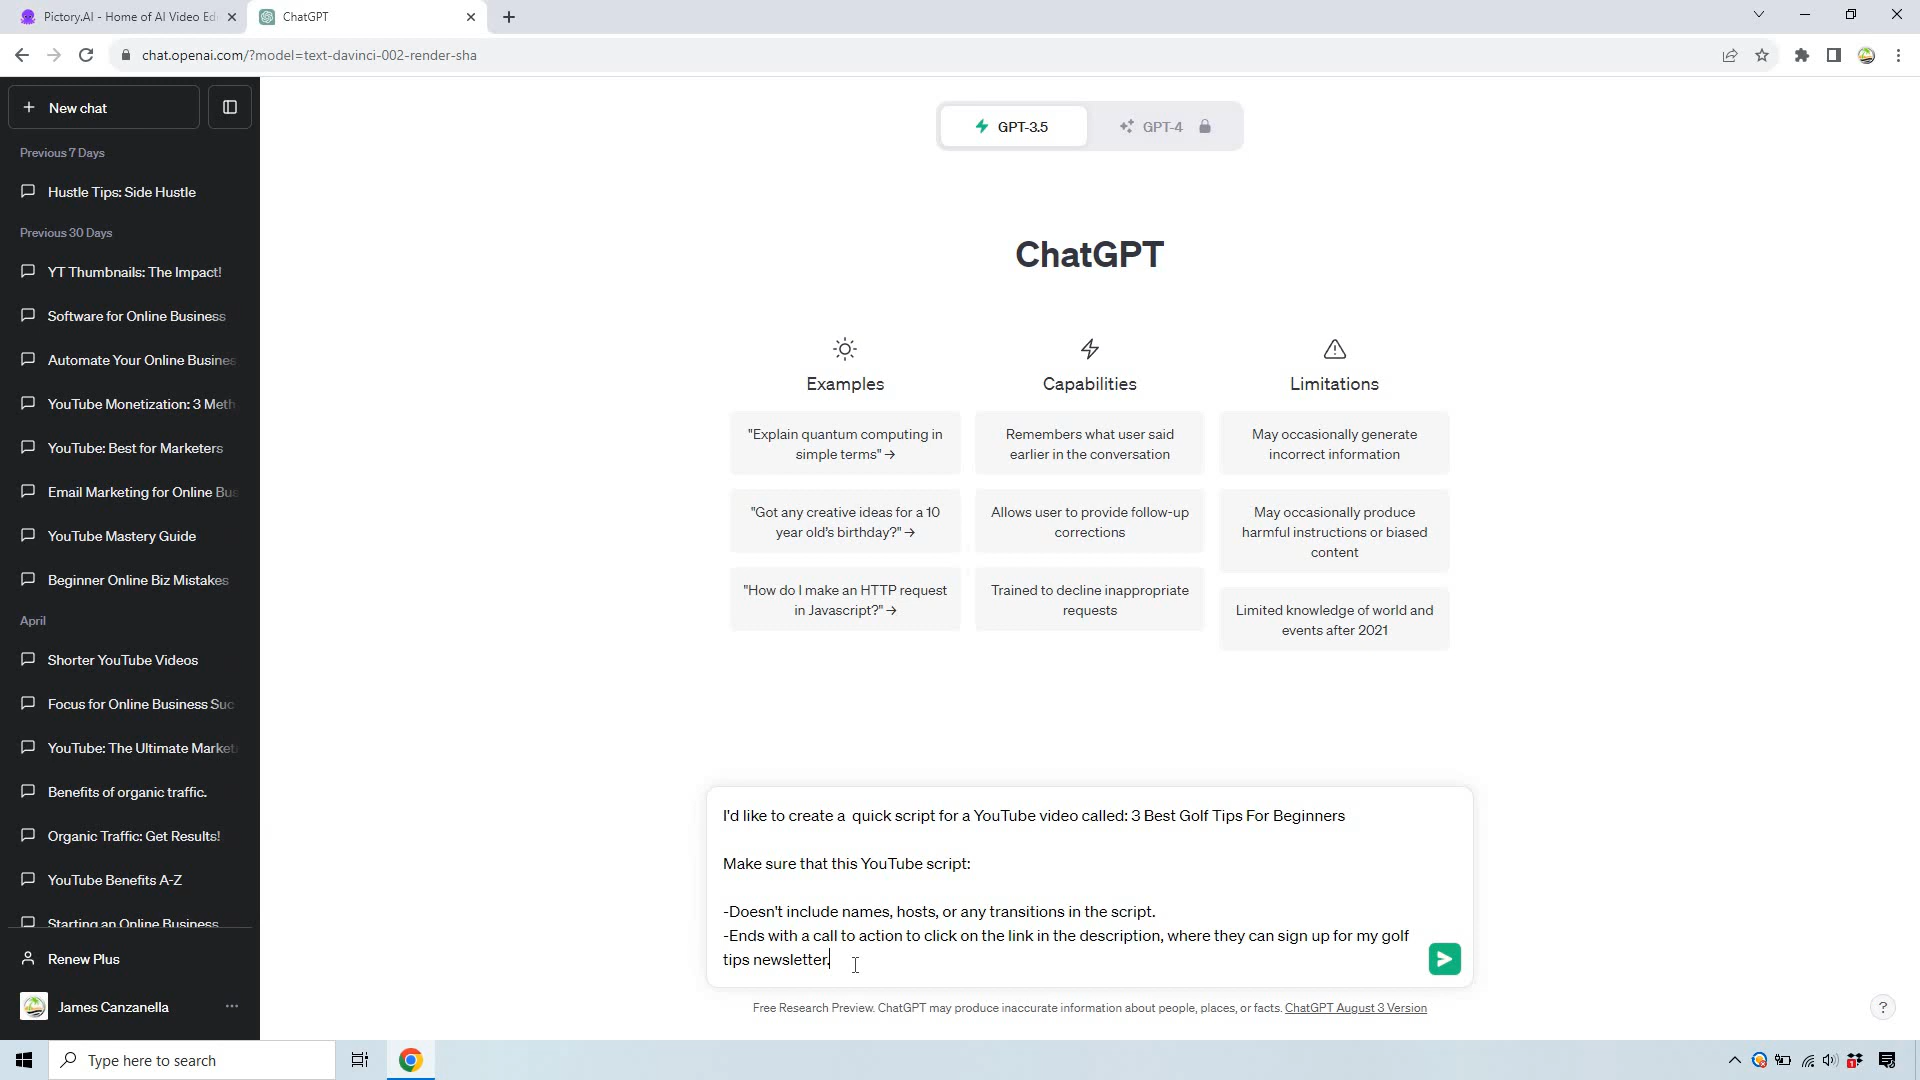 Pictory.AI - Home of AI Video Ed
ChatGPT
chat.openai.com/?model=text-davinci-002-render-sha
New chat
Previous 7 Days
Hustle Tips: Side Hustle
Previous 30 Days
YT Thumbnails: The Impact!
Software for Online Business
Automate Your Online Busines
YouTube Monetization: 3 Meth
YouTube: Best for Marketers
Email Marketing for Online Bus
YouTube Mastery Guide
Beginner Online Biz Mistakes
April
Shorter YouTube Videos
Focus for Online Business Suc
YouTube: The Ultimate Market
Benefits of organic traffic.
Organic Traffic: Get Results!
YouTube Benefits A-Z
Starting an Online Business
Renew Plus
James Canzanella
GPT-3.5
GPT-4
ChatGPT
Examples
"Explain quantum computing in
simple terms" →
"Got any creative ideas for a 10
year old's birthday?" →
"How do I make an HTTP request
in Javascript?" →
Capabilities
Remembers what user said
earlier in the conversation
Allows user to provide follow-up
corrections
Trained to decline inappropriate
requests
Limitations
May occasionally generate
incorrect information
May occasionally produce
harmful instructions or biased
content
Limited knowledge of world and
events after 2021
I'd like to create a  quick script for a YouTube video called: 3 Best Golf Tips For Beginners
Make sure that this YouTube script:
-Doesn't include names, hosts, or any transitions in the script.
-Ends with a call to action to click on the link in the description, where they can sign up for my golf
tips newsletter.
Free Research Preview. ChatGPT may produce inaccurate information about people, places, or facts. ChatGPT August 3 Version
?
Type here to search
1